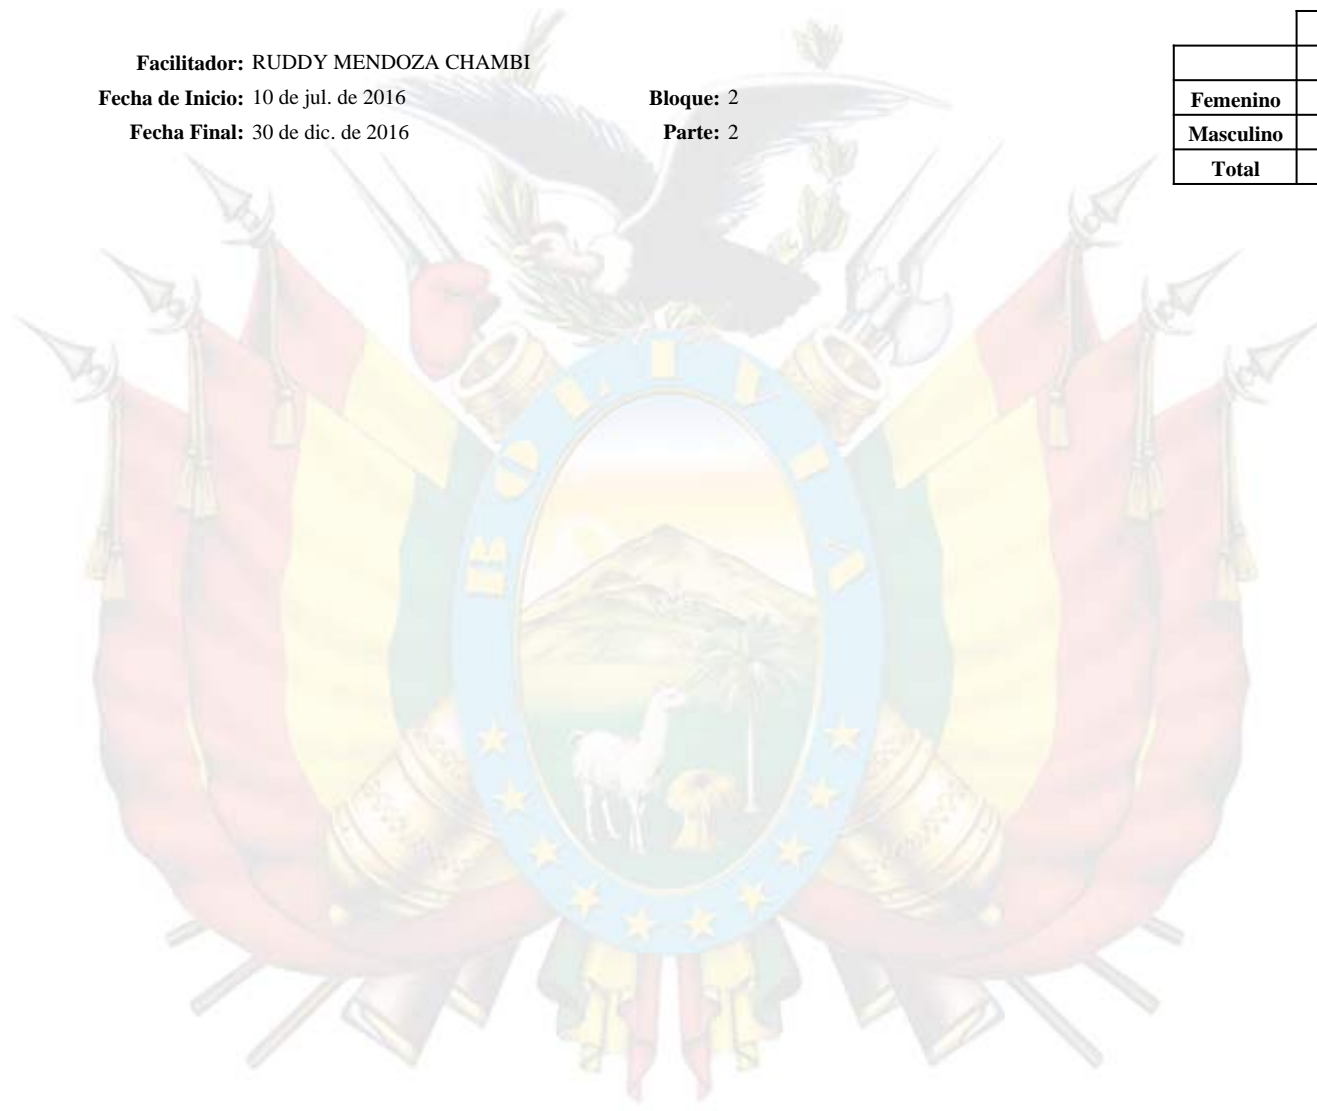 Facilitador: RUDDY MENDOZA CHAMBI
Fecha de Inicio: 10 de jul. de 2016 Bloque: 2
Fecha Final: 30 de dic. de 2016 Parte: 2
Femenino
Masculino
Total
BOLIVIA